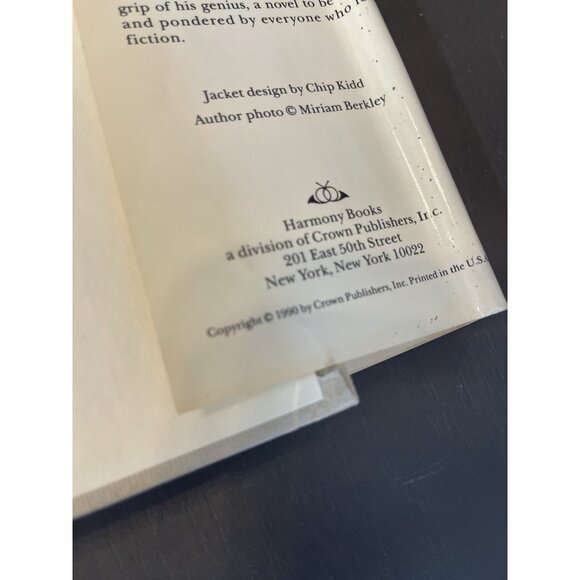 grip of his genius, a novel to be
and pondered by everyone who
fiction.
Jacket design by Chip Kidd
Author photo © Miriam Berkley
Harmony Books
a division of Crown Publishers, Inc.
201 East 50th Street
New York, New York 10022
Copyright © 1990 by Crown Publishers, Inc. Printed in the U.S.